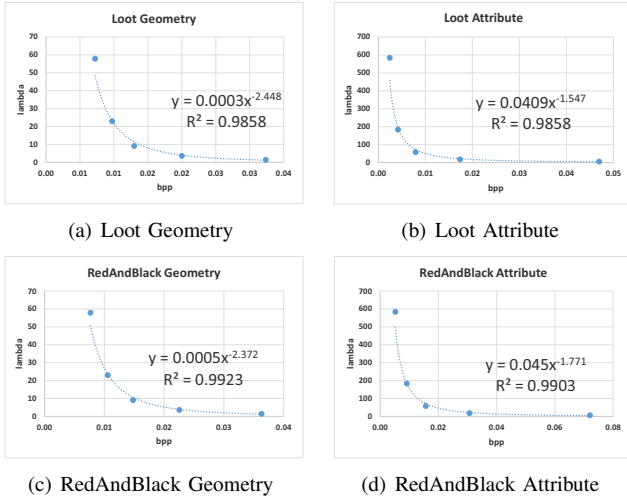 Loot Geometry
70
60
50
40
30
20
10
0
lambda
y = 0.0003x^-2.448
R² = 0.9858
0.00 0.01 0.01 0.02 0.02 0.03 0.03 0.04
bpp
(a) Loot Geometry
Loot Attribute
700
600
500
400
300
200
100
0
lambda
y = 0.0409x^-1.547
R² = 0.9858
0.00 0.01 0.02 0.03 0.04 0.05
bpp
(b) Loot Attribute
RedAndBlack Geometry
70
60
50
40
30
20
10
0
lambda
y = 0.0005x^-2.372
R² = 0.9923
0.00 0.01 0.02 0.03 0.04
bpp
(c) RedAndBlack Geometry
RedAndBlack Attribute
700
600
500
400
300
200
100
0
lambda
y = 0.045x^-1.771
R² = 0.9903
0.00 0.02 0.04 0.06 0.08
bpp
(d) RedAndBlack Attribute